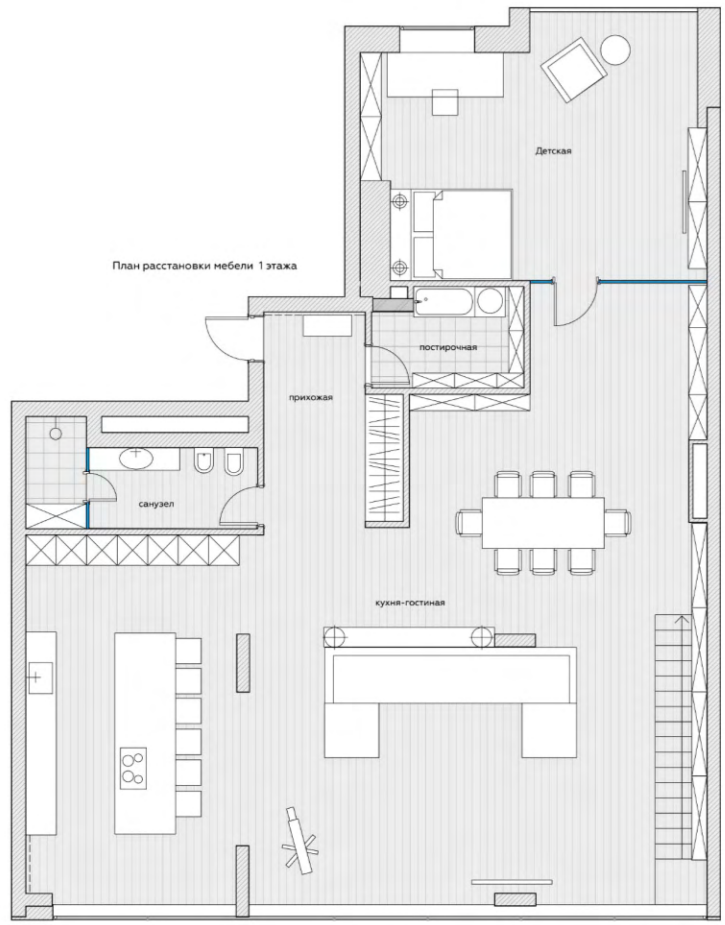 Детская
План расстановки мебели 1 этажа
постирочная
прихожая
санузел
кухня-гостиная